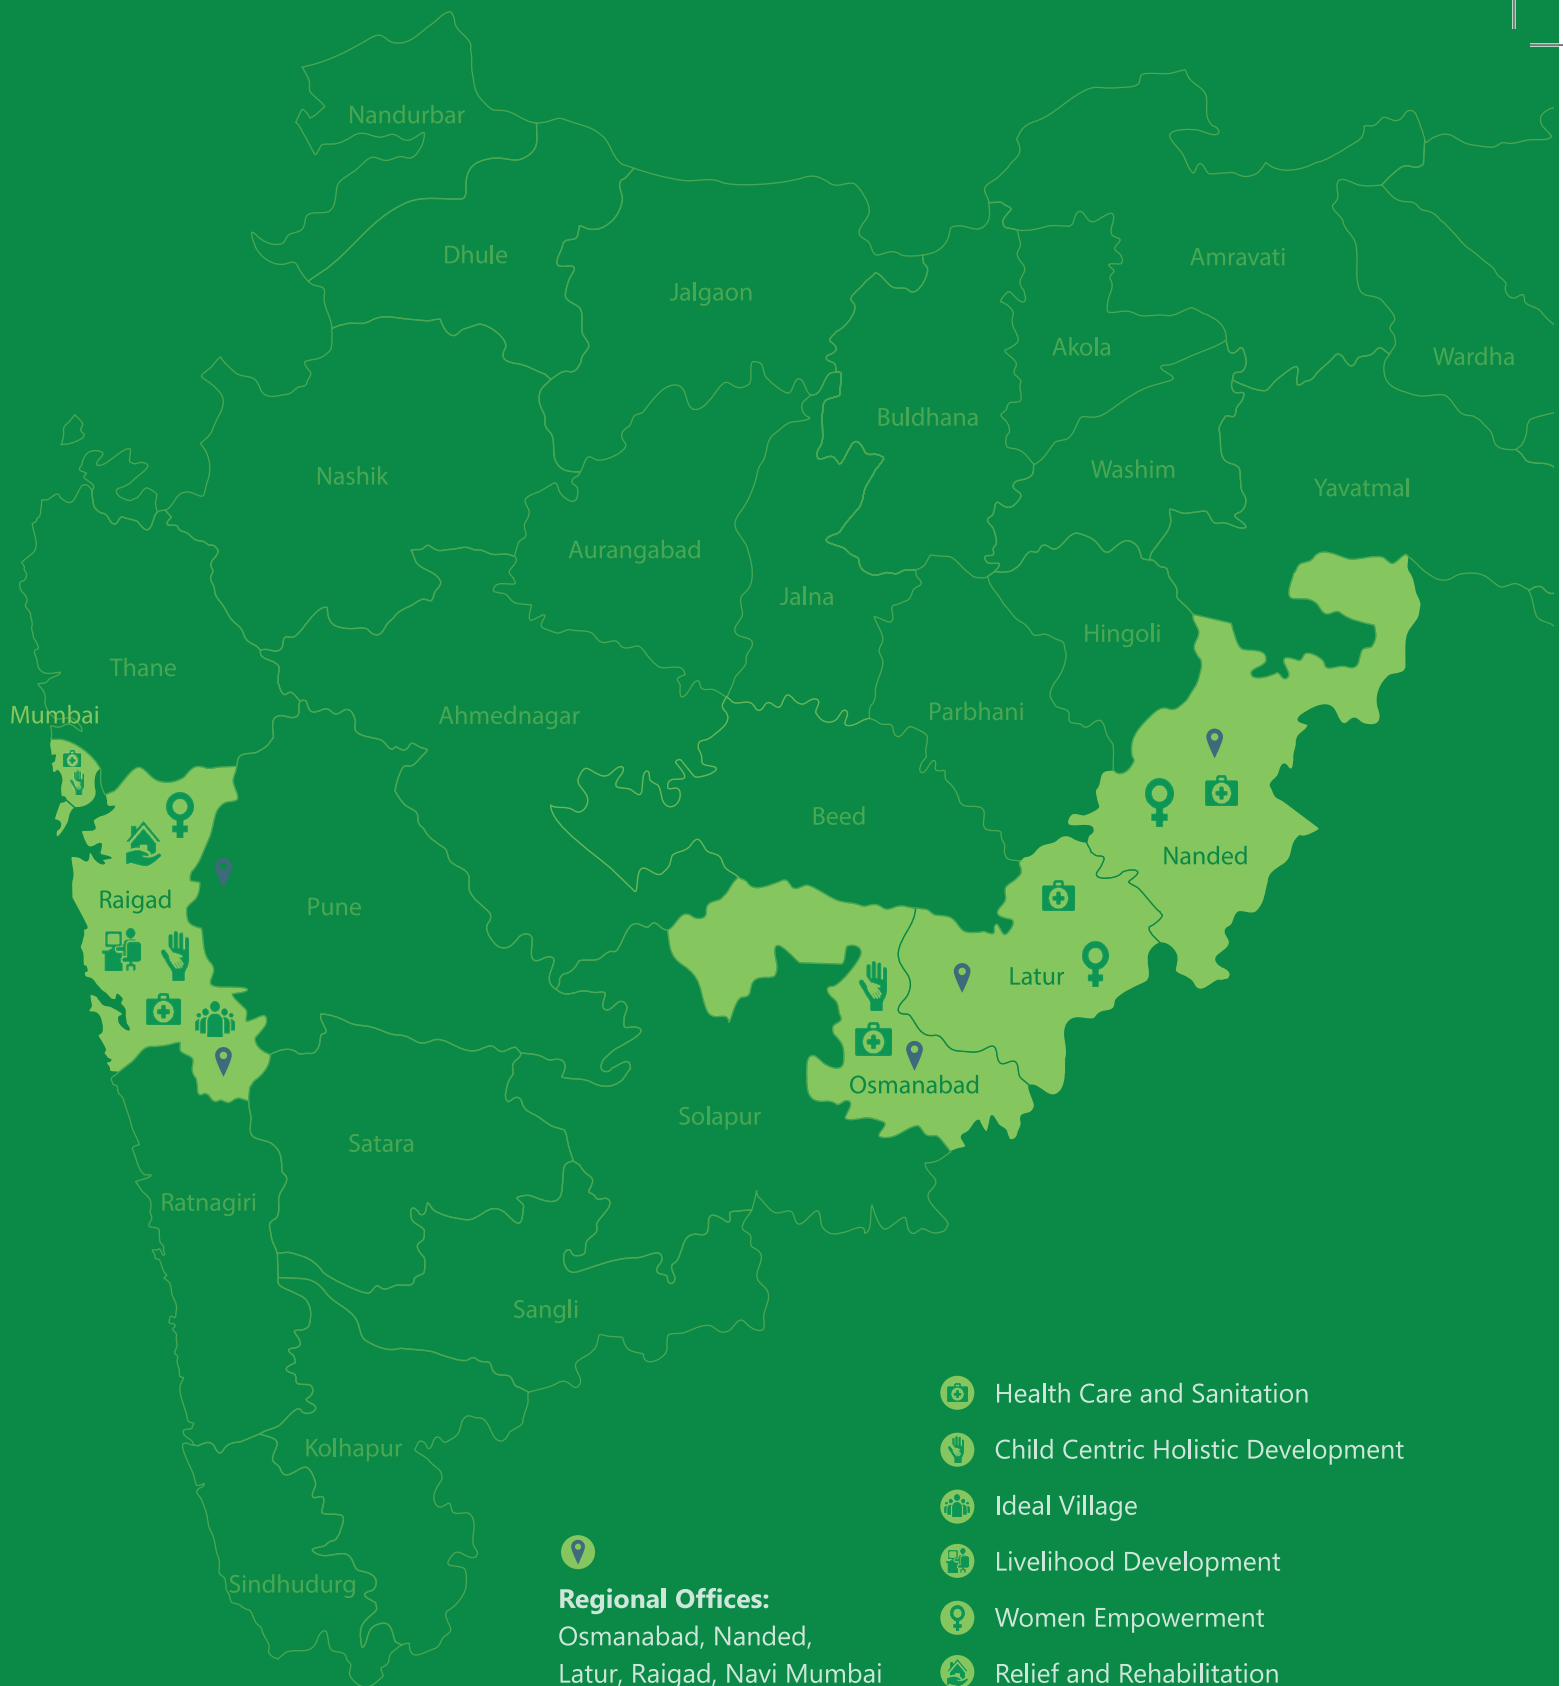 Nandurbar
Dhule
Jalgaon
Amravati
Akola
Wardha
Buldhana
Nashik
Washim
Yavatmal
Aurangabad
Jalna
Hingoli
Thane
Mumbai
Ahmednagar
Parbhani
Beed
Nanded
Raigad
Pune
Latur
Osmanabad
Solapur
Satara
Ratnagiri
Sangli
Kolhapur
Sindhudurg
Health Care and Sanitation
Child Centric Holistic Development
Ideal Village
Livelihood Development
Women Empowerment
Relief and Rehabilitation
Regional Offices:
Osmanabad, Nanded,
Latur, Raigad, Navi Mumbai